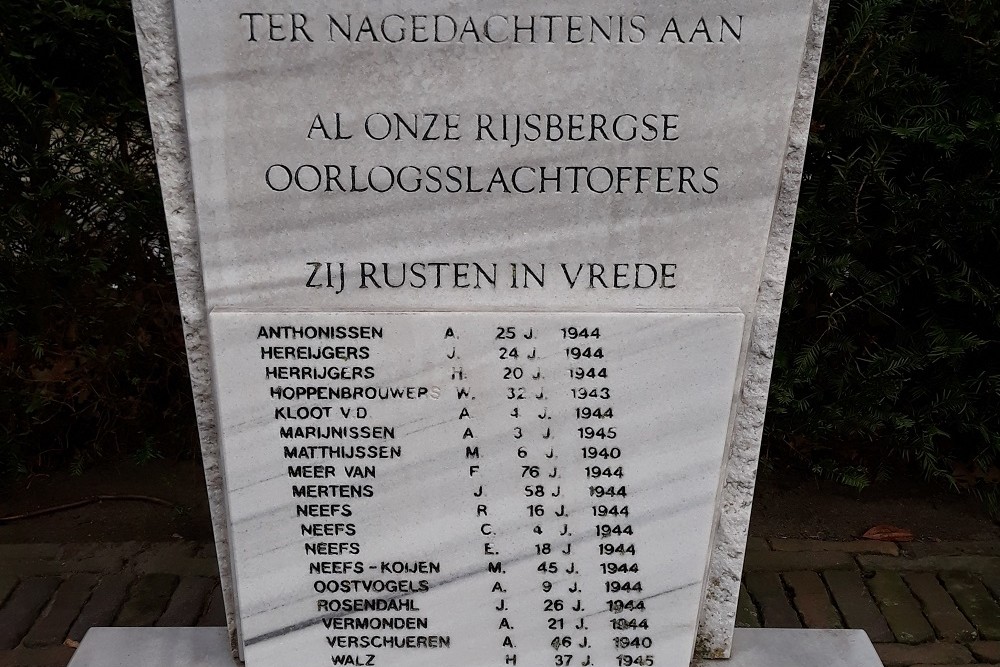 TER NAGEDACHTENIS AAN
AL ONZE RIJSBERGSE
OORLOGSSLACHTOFFERS
ZIJ RUSTEN IN VREDE
ANTHONISSEN A. 25 J. 1944
HEREIJGERS J. 24 J. 1944
HERRIJGERS H. 20 J. 1944
HOPPENBROUWERS W. 32 J. 1943
KLOOT V D A. 4 J. 1944
MARIJNISSEN A. 3 J. 1945
MATTHIJSSEN M. 6 J. 1940
MEER VAN F 76 J. 1944
MERTENS J. 58 J 1944
NEEFS R 16 J. 1944
NEEFS C. 4 J. 1944
NEEFS E. 18 J 1944
NEEFS-KOIJEN M. 45 J. 1944
OOSTVOGELS A. 9 J. 1944
ROSENDAHL J. 26 J. 1944
VERMONDEN A. 21 J. 1944
VERSCHUEREN A. 46 J. 1940
WALZ H 37 J. 1945